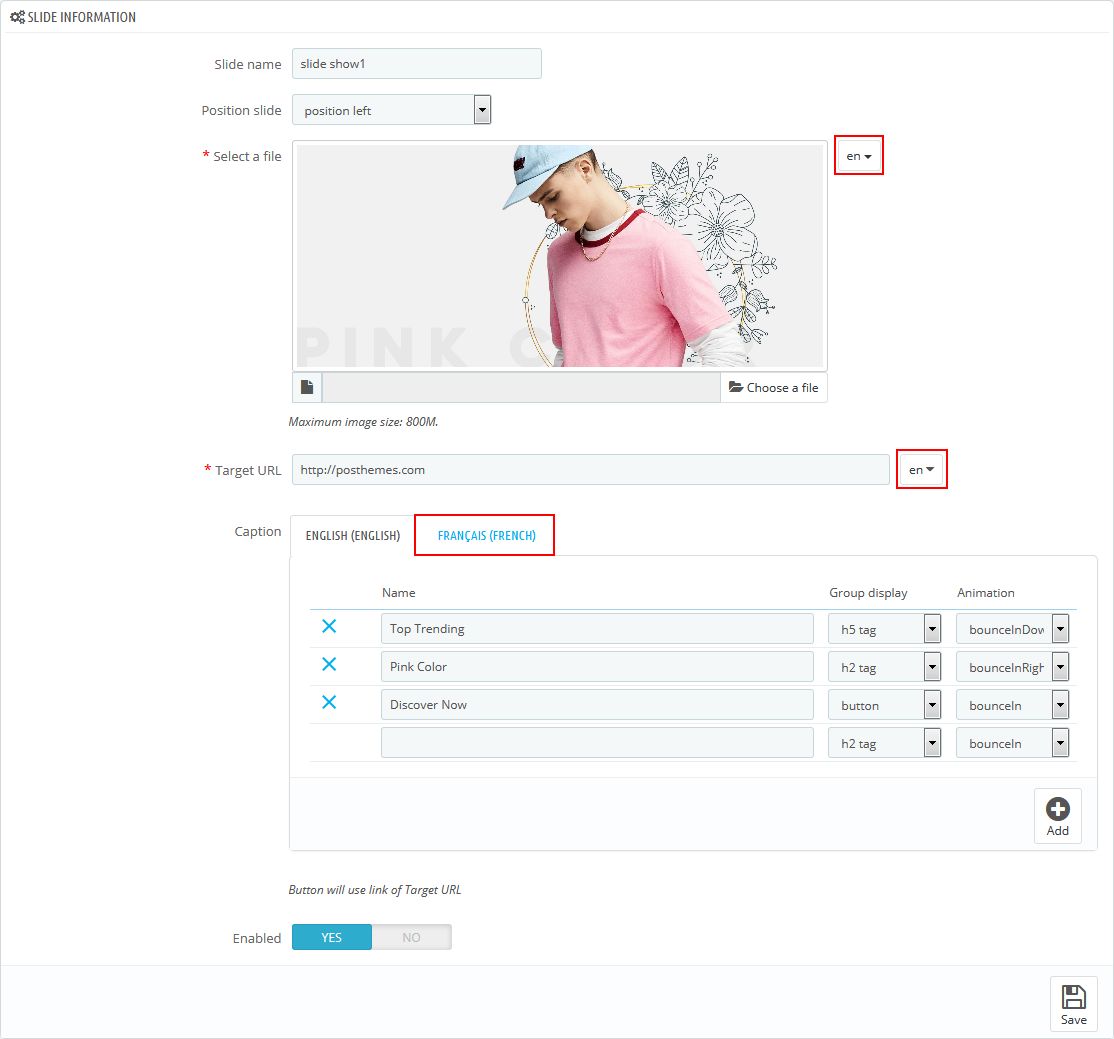 SLIDE INFORMATION
Slide name slide show1
Position slide position left
* Select a file en
PINK C
Choose a file
Maximum image size: 800M.
* Target URL http://posthemes.com en
Caption ENGLISH (ENGLISH) FRANÇAIS (FRENCH)
Name Group display Animation
Top Trending h5 tag bounceInDow
Pink Color h2 tag bounceInRigh
Discover Now button bounceIn
h2 tag bounceIn
Add
Button will use link of Target URL
Enabled YES NO
Save